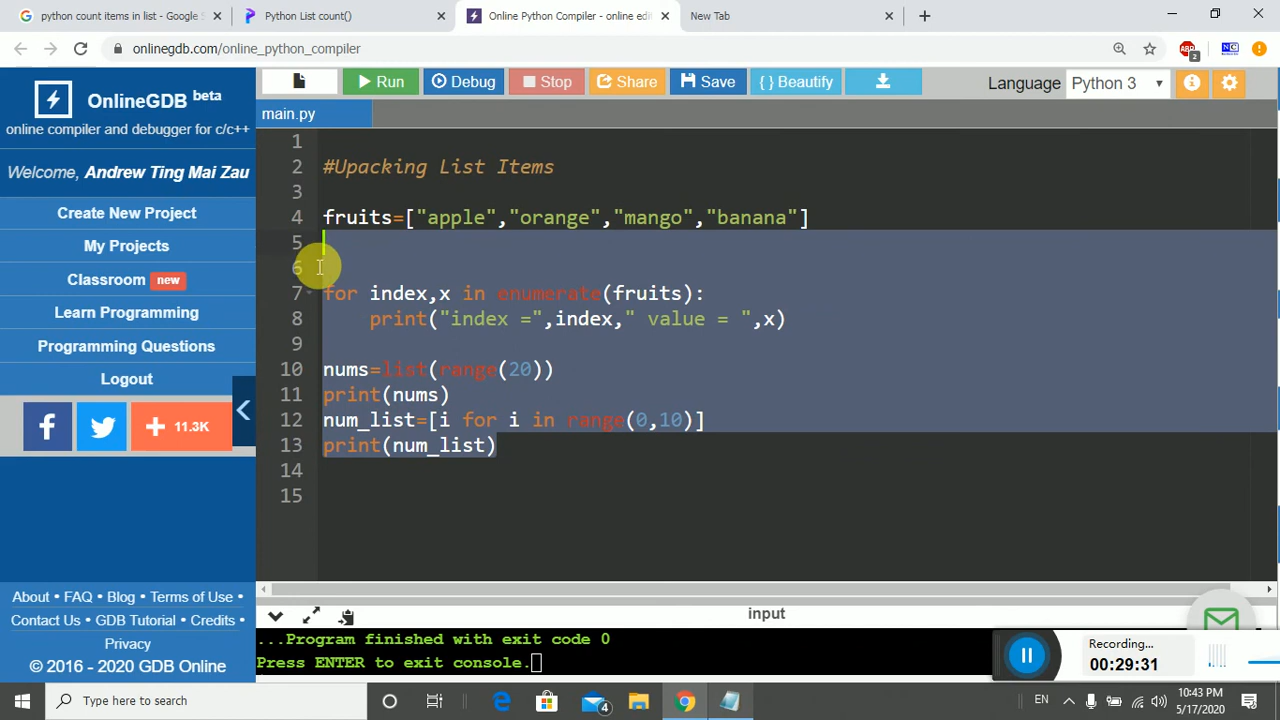 python count items in list - Google S
Python List count()
Online Python Compiler - online edit
New Tab
onlinegdb.com/online_python_compiler
ABP
2
NC
OnlineGDB beta
online compiler and debugger for c/c++
Welcome, Andrew Ting Mai Zau
Create New Project
My Projects
Classroom new
Learn Programming
Programming Questions
Logout
11.3K
About • FAQ • Blog • Terms of Use •
Contact Us • GDB Tutorial • Credits •
Privacy
© 2016 - 2020 GDB Online
Run
Debug
Stop
Share
Save
{ } Beautify
Language Python 3
main.py
1
2 #Upacking List Items
3
4 fruits=["apple","orange","mango","banana"]
5
6
7 for index,x in enumerate(fruits):
8 print("index =",index," value = ",x)
9
10 nums=list(range(20))
11 print(nums)
12 num_list=[i for i in range(0,10)]
13 print(num_list)
14
15
input
...Program finished with exit code 0
Press ENTER to exit console.
Recording...
00:29:31
Type here to search
4
EN
10:43 PM
5/17/2020